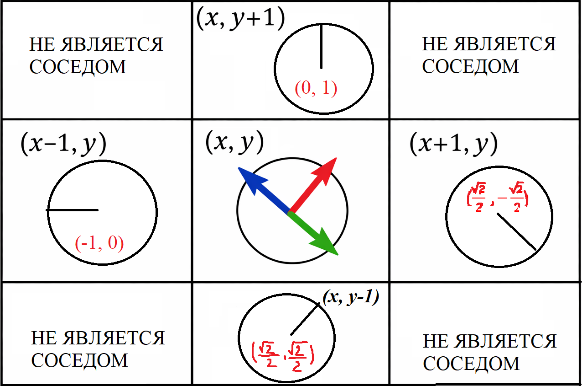 НЕ ЯВЛЯЕТСЯ
СОСЕДОМ
(x, y+1)
(0, 1)
НЕ ЯВЛЯЕТСЯ
СОСЕДОМ
(x−1, y)
(-1, 0)
(x, y)
(x+1, y)
(√2/2, −√2/2)
НЕ ЯВЛЯЕТСЯ
СОСЕДОМ
(x, y-1)
(√2/2, √2/2)
НЕ ЯВЛЯЕТСЯ
СОСЕДОМ